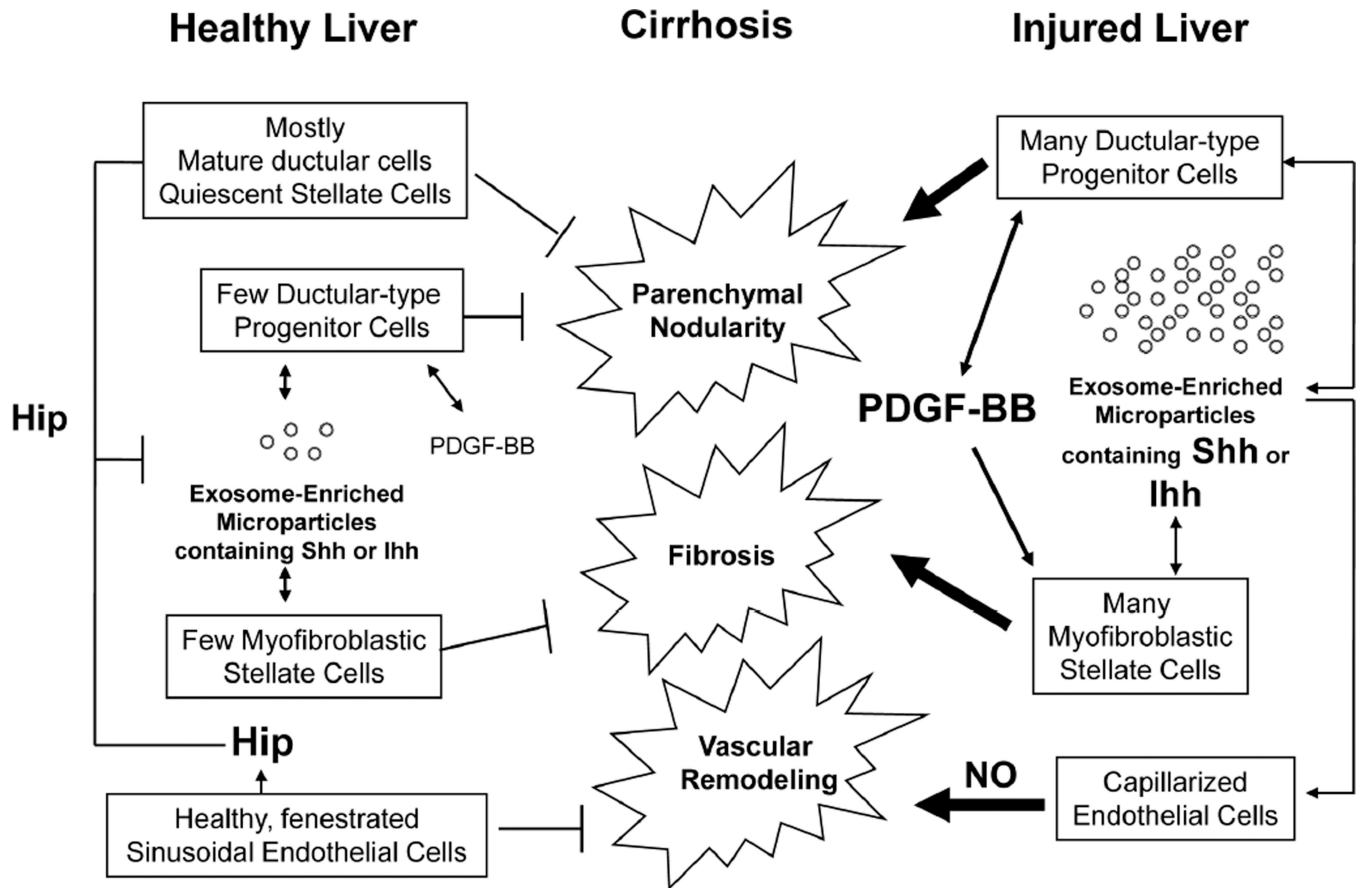 Healthy Liver
Cirrhosis
Injured Liver
Mostly
Mature ductular cells
Quiescent Stellate Cells
Few Ductular-type
Progenitor Cells
Hip
PDGF-BB
Exosome-Enriched
Microparticles
containing Shh or Ihh
Few Myofibroblastic
Stellate Cells
Hip
Healthy, fenestrated
Sinusoidal Endothelial Cells
Parenchymal
Nodularity
Fibrosis
Vascular
Remodeling
Many Ductular-type
Progenitor Cells
PDGF-BB
Exosome-Enriched
Microparticles
containing Shh or
Ihh
Many
Myofibroblastic
Stellate Cells
NO
Capillarized
Endothelial Cells